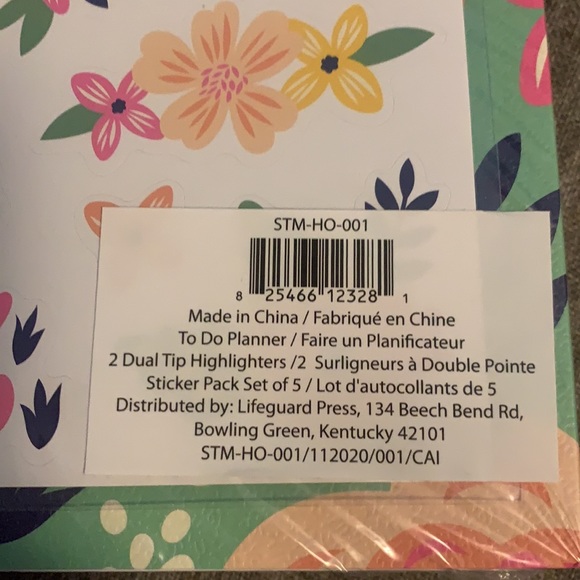 STM-HO-001
8 25466 12328 1
Made in China / Fabriqué en Chine
To Do Planner / Faire un Planificateur
2 Dual Tip Highlighters /2 Surligneurs à Double Pointe
Sticker Pack Set of 5 / Lot d'autocollants de 5
Distributed by: Lifeguard Press, 134 Beech Bend Rd,
Bowling Green, Kentucky 42101
STM-HO-001/112020/001/CAI